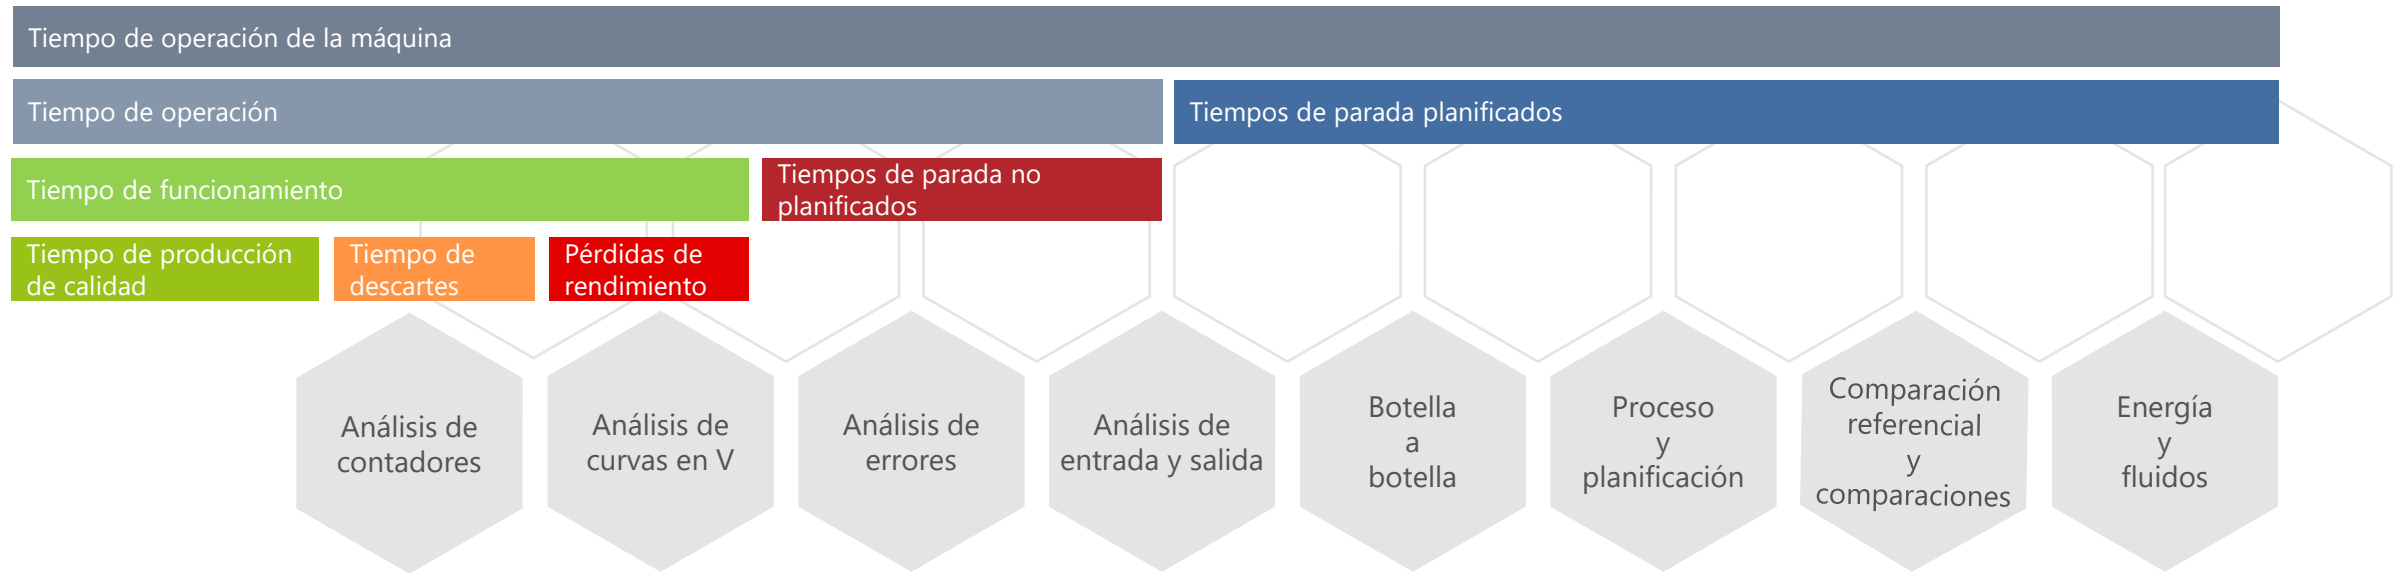 Tiempo de operación de la máquina
Tiempo de operación
Tiempos de parada planificados
Tiempo de funcionamiento
Tiempos de parada no
planificados
Tiempo de producción
de calidad
Tiempo de
descartes
Pérdidas de
rendimiento
Análisis de
contadores
Análisis de
curvas en V
Análisis de
errores
Análisis de
entrada y salida
Botella
a
botella
Proceso
y
planificación
Comparación
referencial
y
comparaciones
Energía
y
fluidos